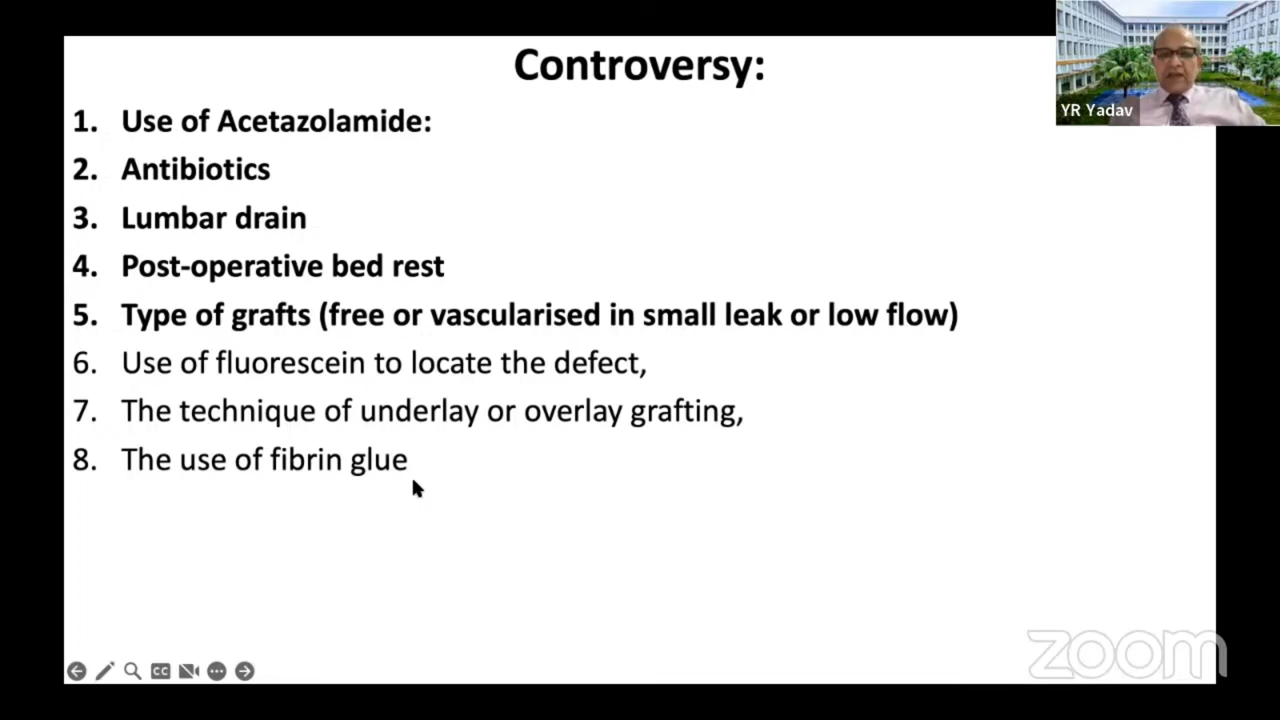 Controversy:
1. Use of Acetazolamide:
2. Antibiotics
3. Lumbar drain
4. Post-operative bed rest
5. Type of grafts (free or vascularised in small leak or low flow)
6. Use of fluorescein to locate the defect,
7. The technique of underlay or overlay grafting,
8. The use of fibrin glue
YR Yadav
CC
zoom